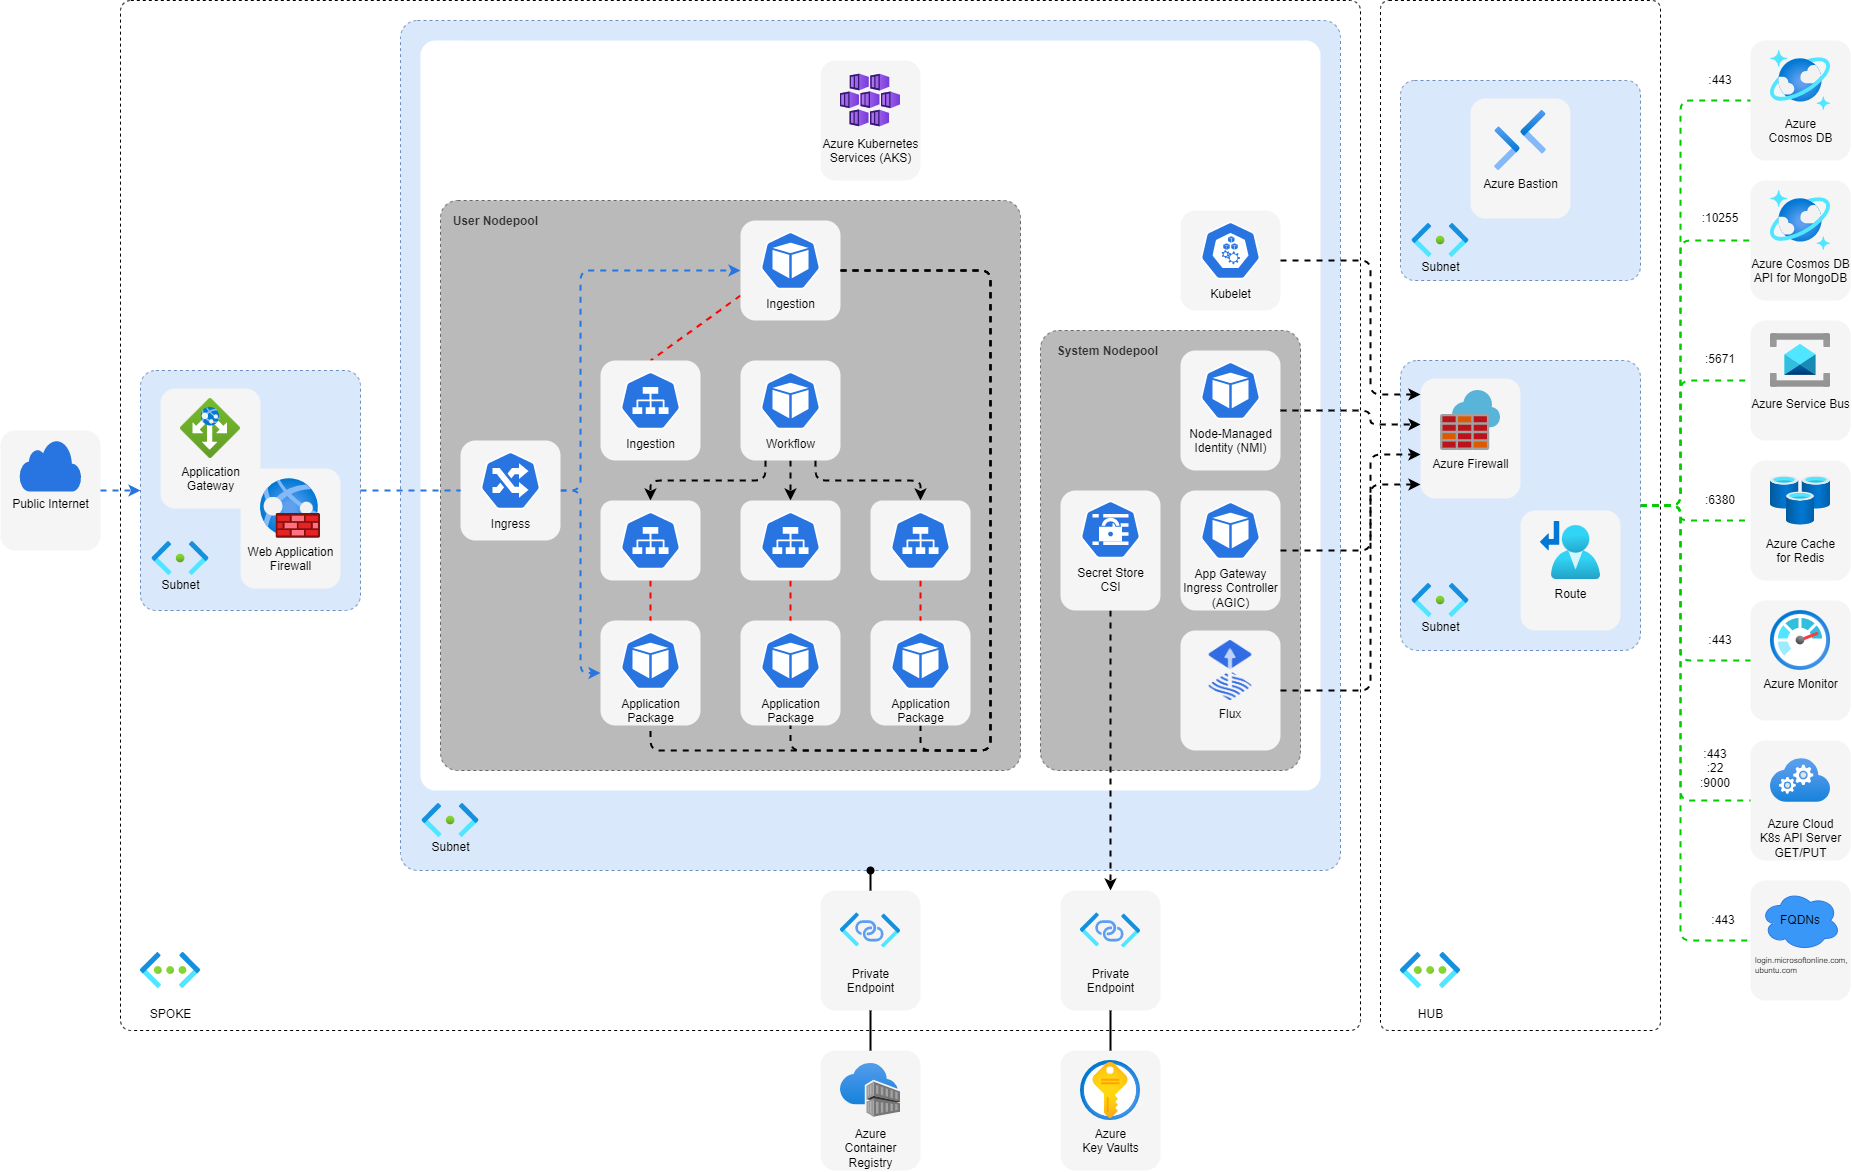 Public Internet
Application
Gateway
Web Application
Firewall
Subnet
SPOKE
Azure Kubernetes
Services (AKS)
User Nodepool
Ingestion
Ingestion
Workflow
Ingress
Application
Package
Application
Package
Application
Package
Subnet
Kubelet
System Nodepool
Node-Managed
Identity (NMI)
Secret Store
CSI
App Gateway
Ingress Controller
(AGIC)
Flux
Private
Endpoint
Private
Endpoint
Azure
Container
Registry
Azure
Key Vaults
Azure Bastion
Subnet
Azure Firewall
Route
Subnet
HUB
:443
Azure
Cosmos DB
:10255
Azure Cosmos DB
API for MongoDB
:5671
Azure Service Bus
:6380
Azure Cache
for Redis
:443
Azure Monitor
:443
:22
:9000
Azure Cloud
K8s API Server
GET/PUT
:443
FQDNs
login.microsoftonline.com,
ubuntu.com